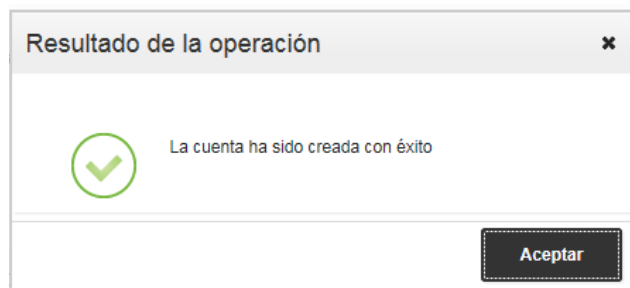 Resultado de la operación
La cuenta ha sido creada con éxito
Aceptar